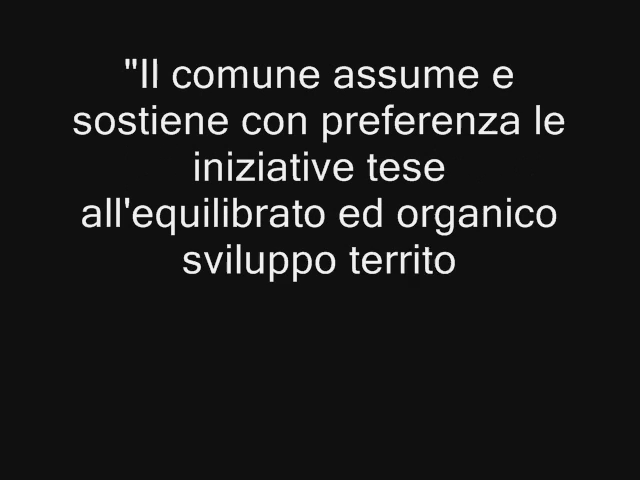 "Il comune assume e
sostiene con preferenza le
iniziative tese
all'equilibrato ed organico
sviluppo territo